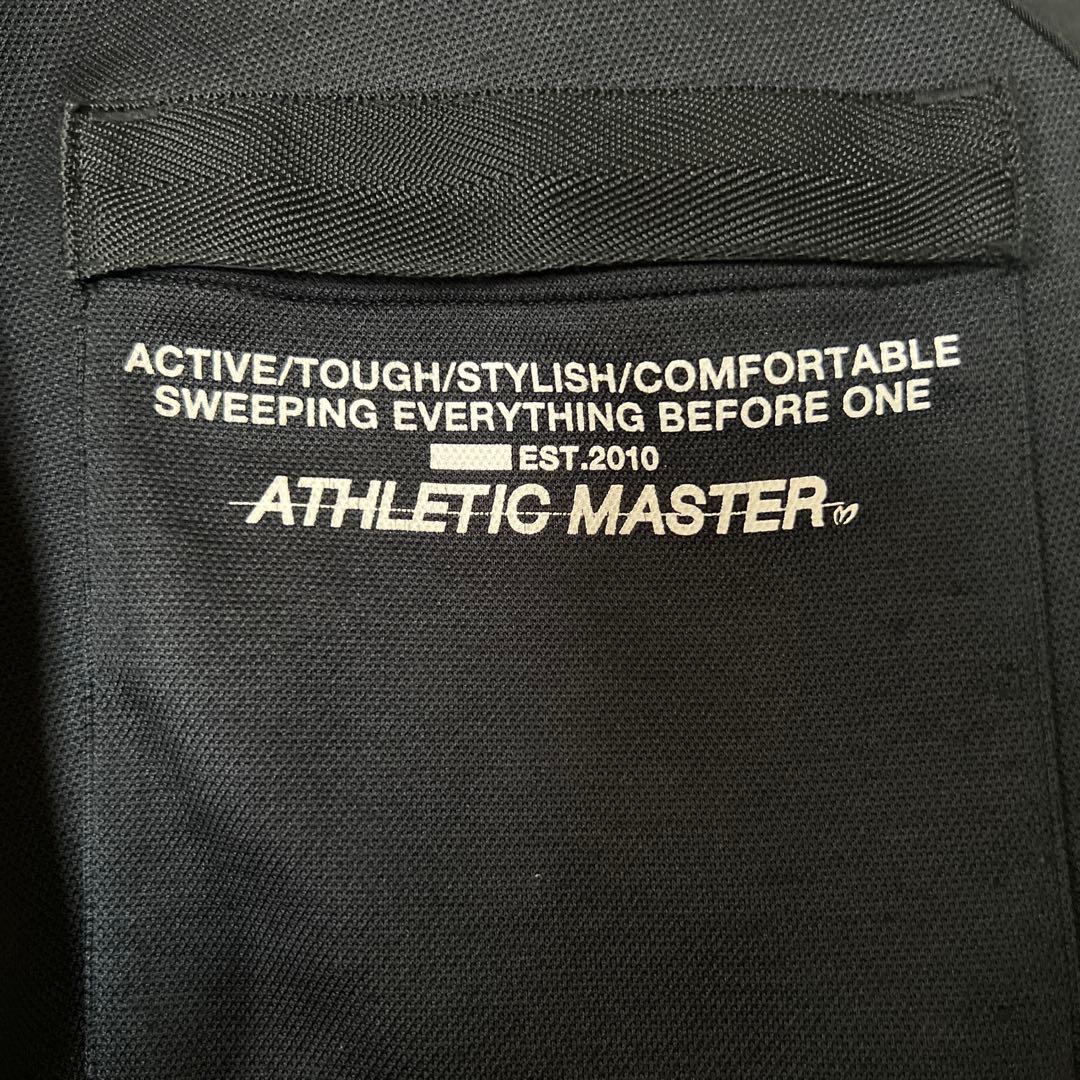 ACTIVE/TOUGH/STYLISH/COMFORTABLE
SWEEPING EVERYTHING BEFORE ONE
EST.2010
ATHLETIC MASTER